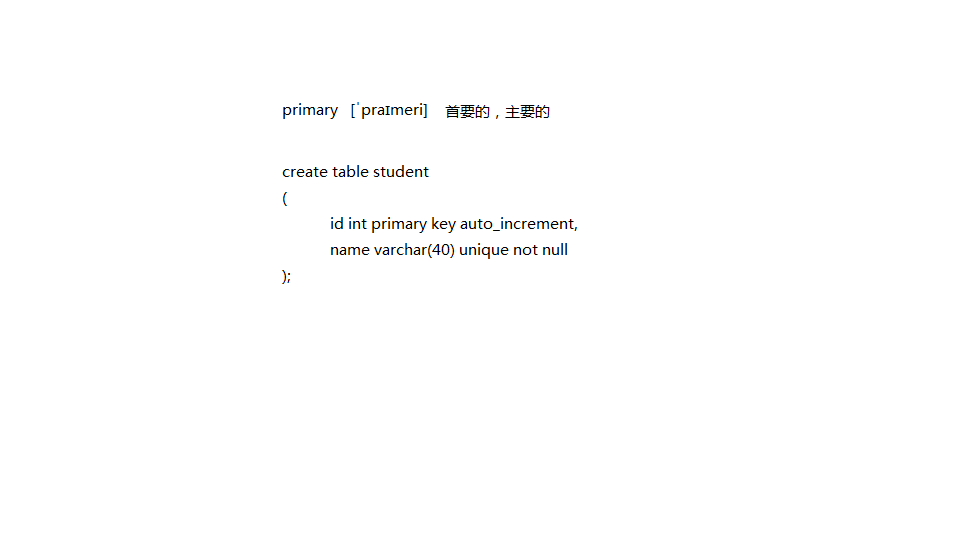 primary [ˈpraɪmeri] 首要的，主要的
create table student
(
id int primary key auto_increment,
name varchar(40) unique not null
);